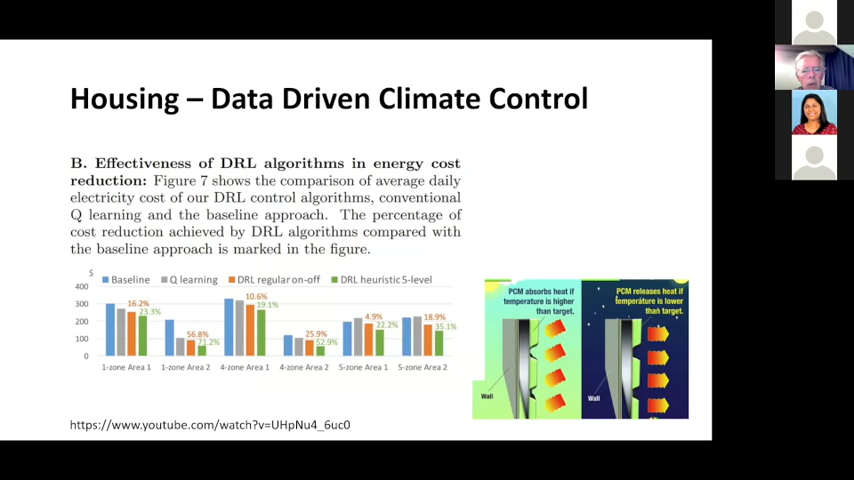 Housing – Data Driven Climate Control
B. Effectiveness of DRL algorithms in energy cost
reduction: Figure 7 shows the comparison of average daily
electricity cost of our DRL control algorithms, conventional
Q learning and the baseline approach. The percentage of
cost reduction achieved by DRL algorithms compared with
the baseline approach is marked in the figure.
$
Baseline Q learning DRL regular on-off DRL heuristic 5-level
400
300
200
100
0
16.2%
23.3%
56.8%
71.2%
10.6%
19.1%
25.9%
52.9%
4.9%
22.2%
18.9%
35.1%
1-zone Area 1 1-zone Area 2 4-zone Area 1 4-zone Area 2 5-zone Area 1 5-zone Area 2
PCM absorbs heat if
temperature is higher
than target.
Wall
PCM releases heat if
temperature is lower
than target.
Wall
https://www.youtube.com/watch?v=UHpNu4_6uc0